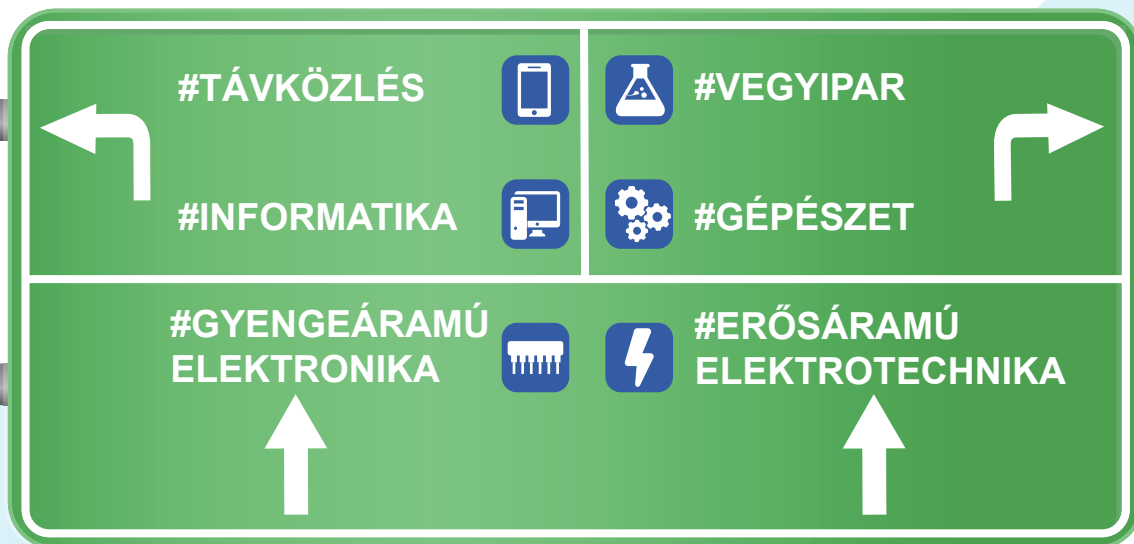 #TÁVKÖZLÉS
#INFORMATIKA
#VEGYIPAR
#GÉPÉSZET
#GYENGEÁRAMÚ
ELEKTRONIKA
#ERŐSÁRAMÚ
ELEKTROTECHNIKA